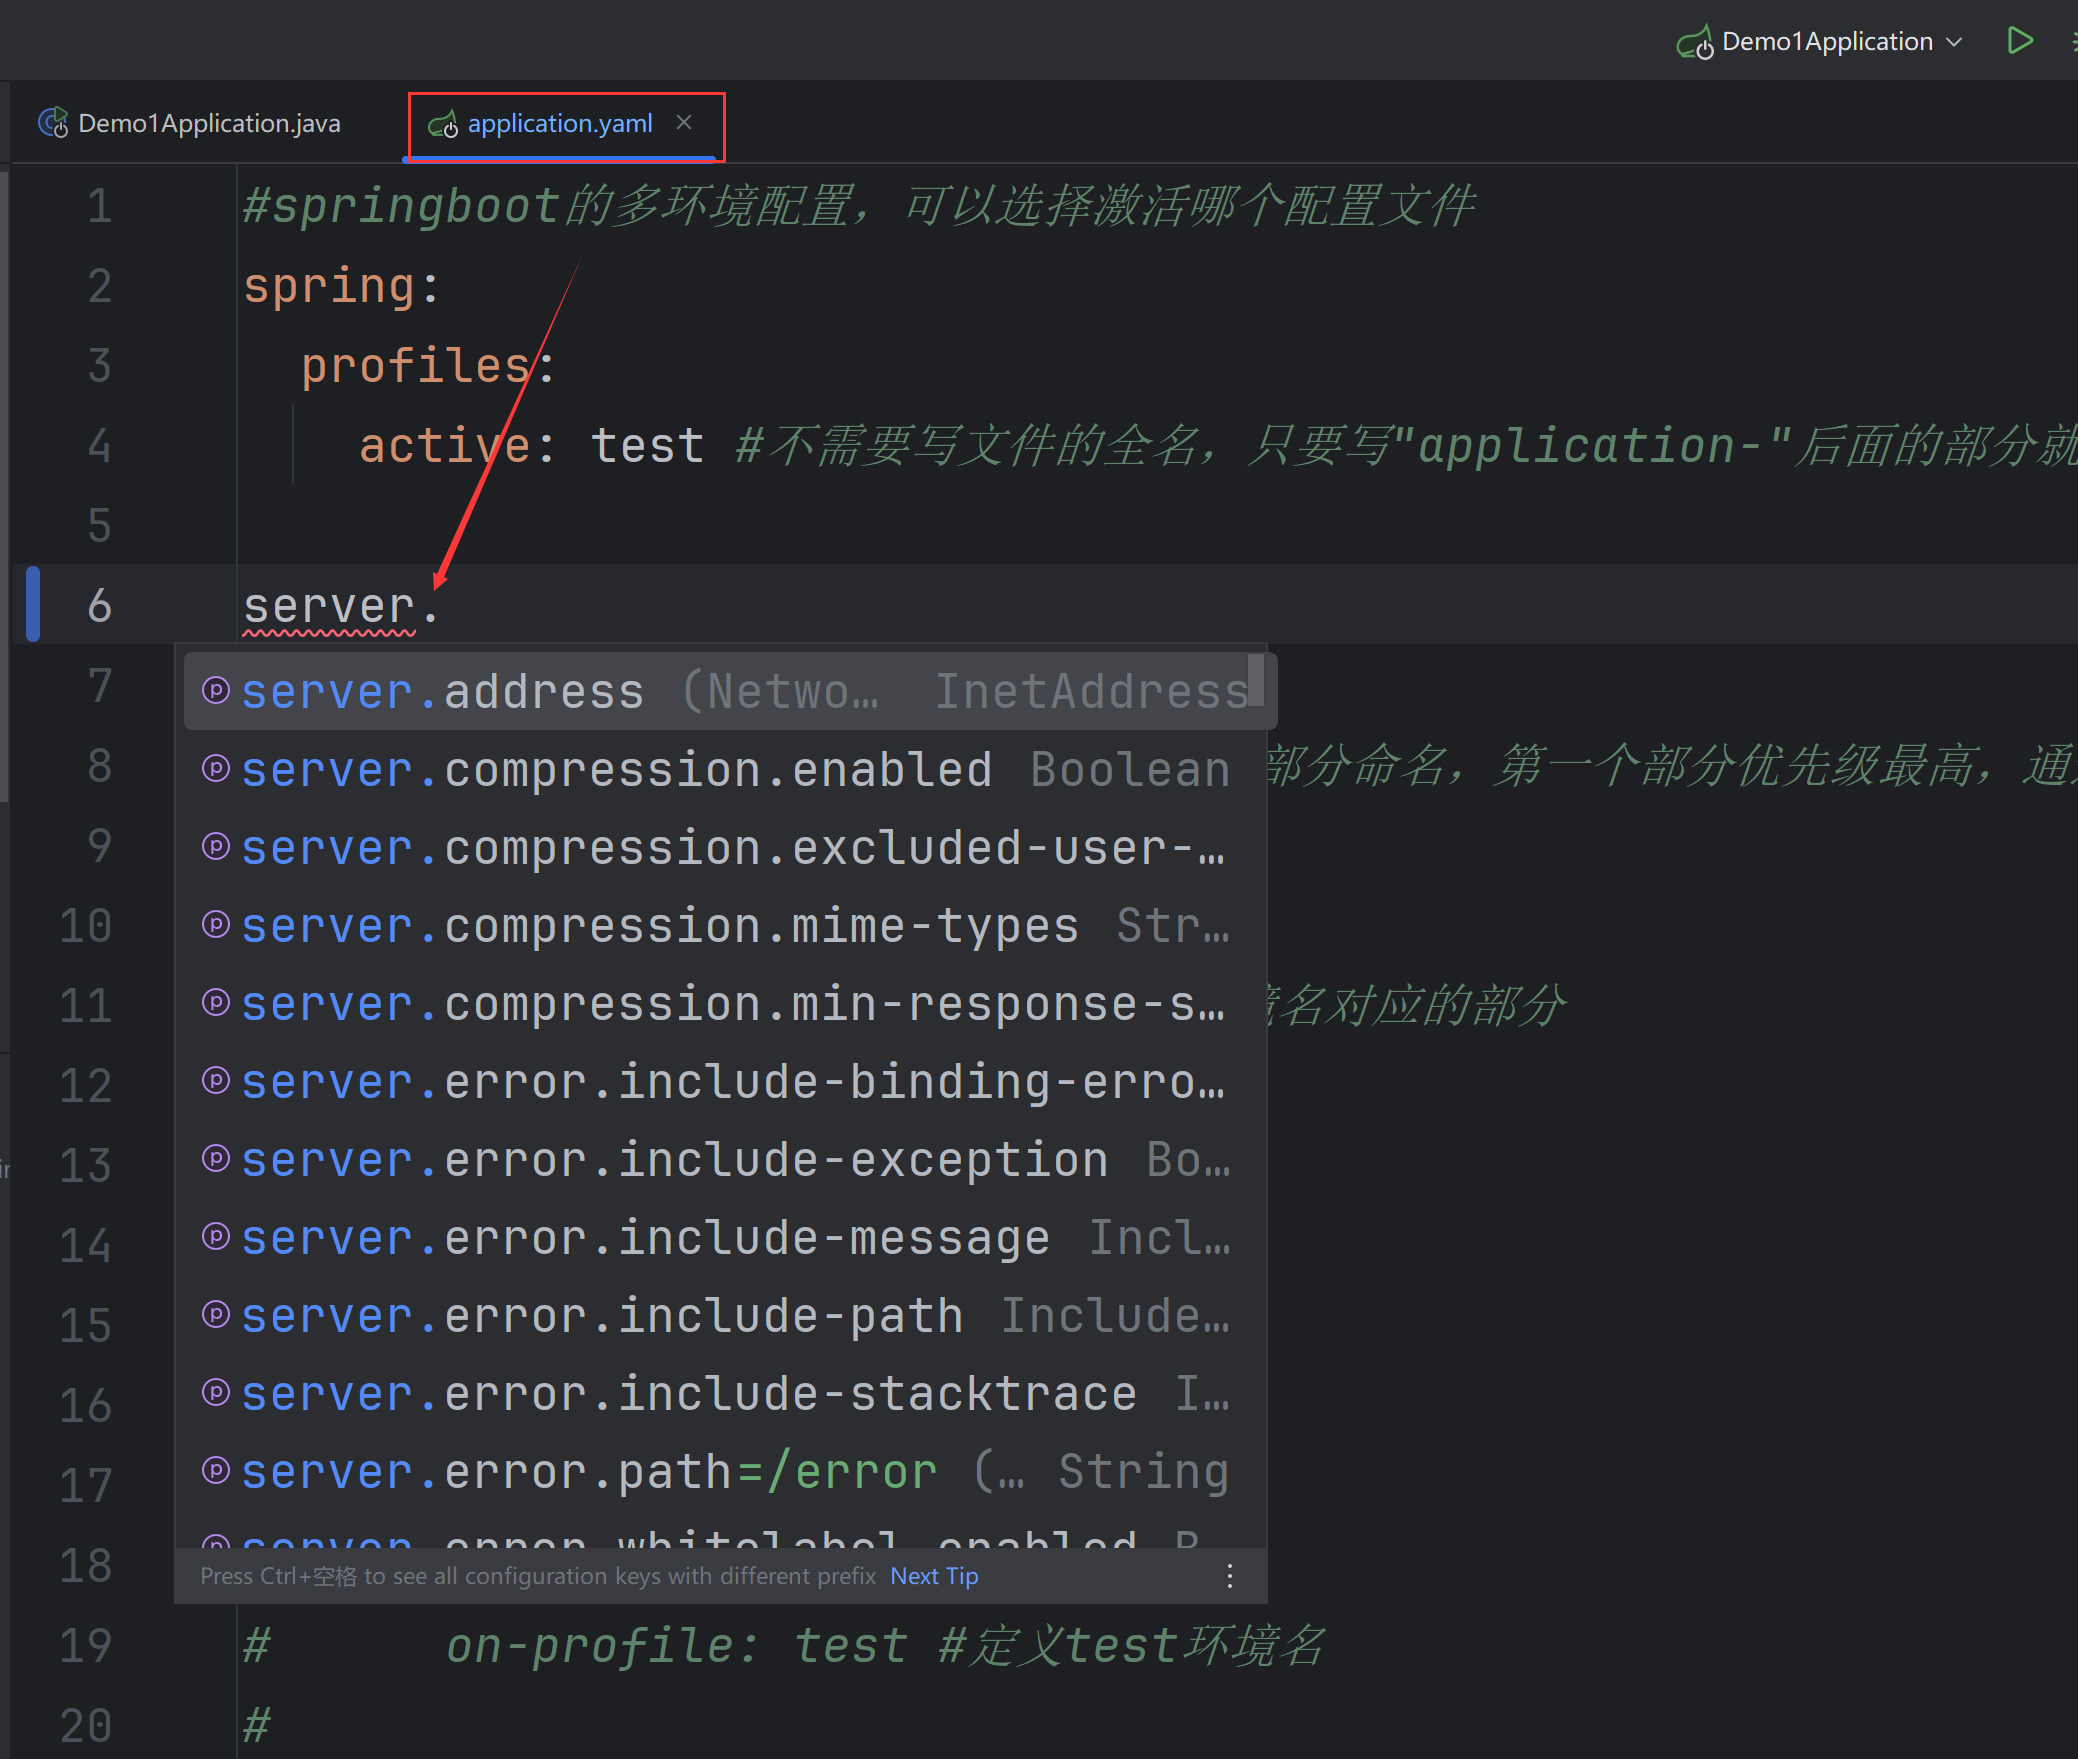 Demo1Application
Demo1Application.java
application.yaml
1 #springboot的多环境配置，可以选择激活哪个配置文件
2 spring:
3 profiles:
4 active: test #不需要写文件的全名，只要写"application-"后面的部分就
5
6 server.
7
server.address (Netwo… InetAddress
8 部分命名，第一个部分优先级最高，通
server.compression.enabled Boolean
9
server.compression.excluded-user-…
10
server.compression.mime-types Str…
11 名对应的部分
server.compression.min-response-s…
12
server.error.include-binding-erro…
13
server.error.include-exception Bo…
14
server.error.include-message Incl…
15
server.error.include-path Include…
16
server.error.include-stacktrace I…
17
server.error.path=/error (… String
server.error.whitelabel.enabled B
18
Press Ctrl+空格 to see all configuration keys with different prefix Next Tip
19 # on-profile: test #定义test环境名
20 #